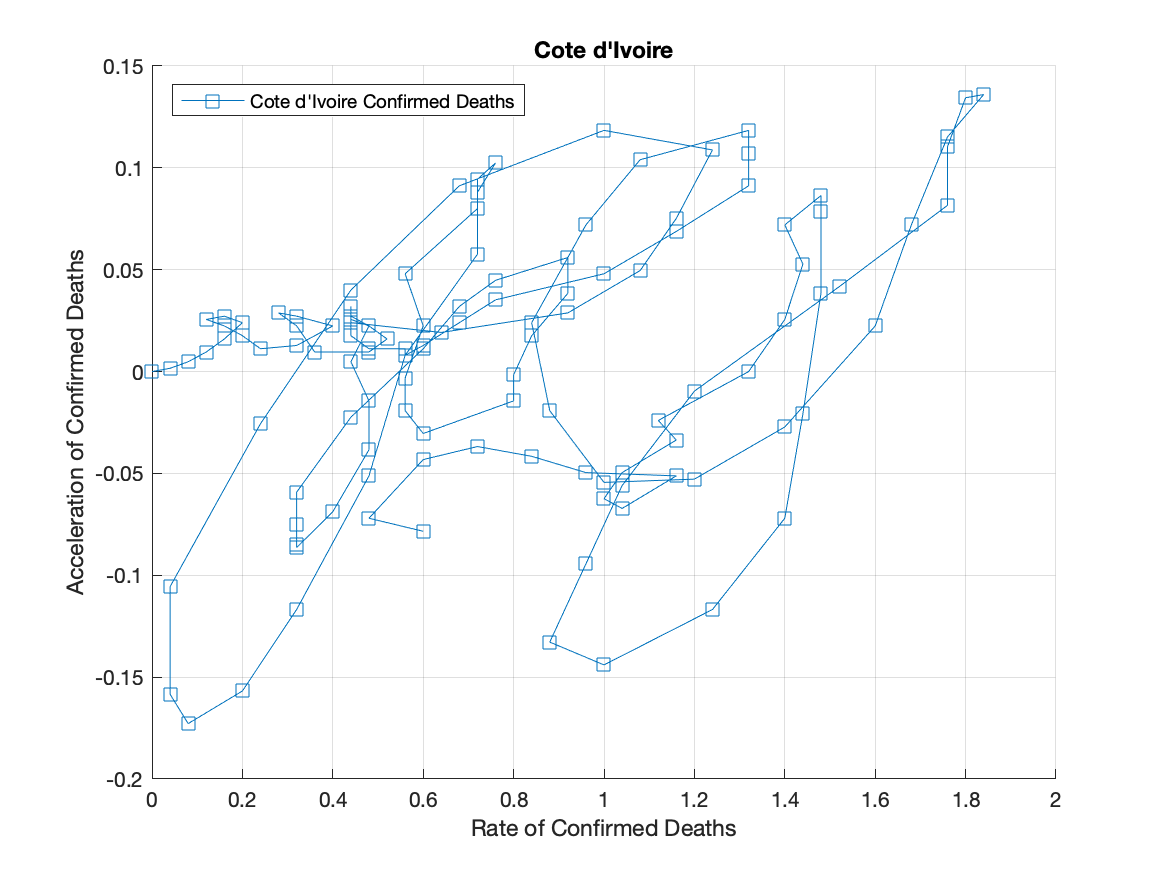 Cote d'Ivoire
Cote d'Ivoire Confirmed Deaths
0.15
0.1
0.05
0
-0.05
-0.1
-0.15
-0.2
Acceleration of Confirmed Deaths
0 0.2 0.4 0.6 0.8 1 1.2 1.4 1.6 1.8 2
Rate of Confirmed Deaths